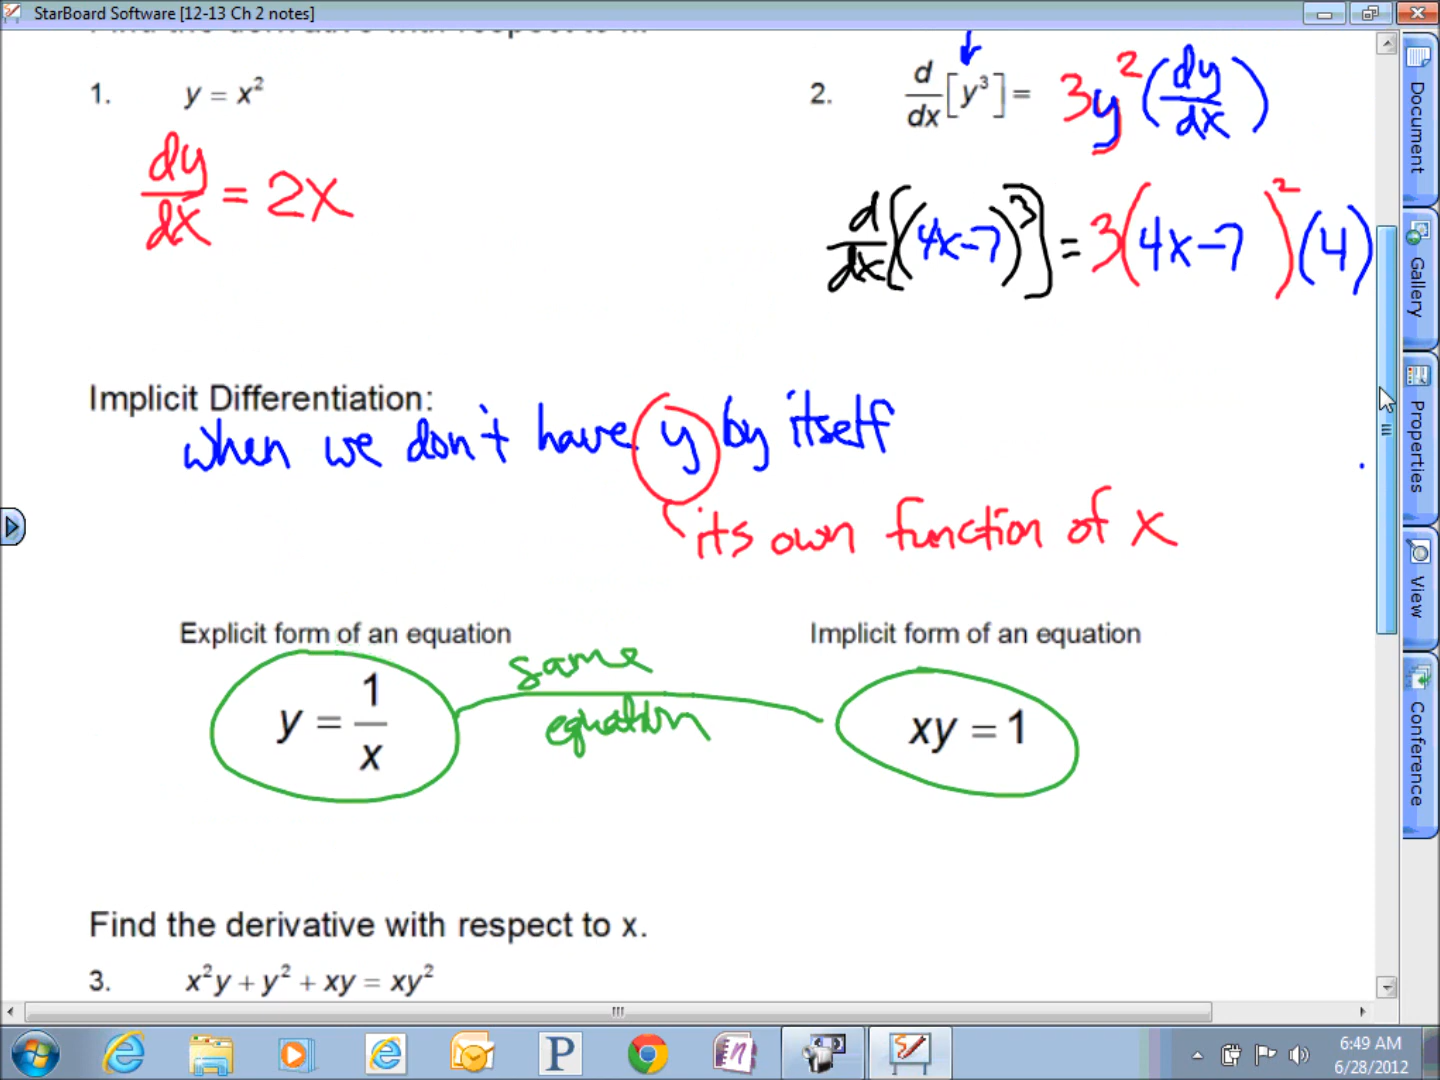 StarBoard Software [12-13 Ch 2 notes]
1. y = x²
dy/dx = 2x
2. d/dx [y³] = 3y² (dy/dx)
d/dx [(4x-7)³] = 3(4x-7)² (4)
Implicit Differentiation:
when we don't have y by itself
its own function of x
Explicit form of an equation
Implicit form of an equation
y = 1/x
same
equation
xy = 1
Find the derivative with respect to x.
3. x²y + y² + xy = xy²
Document
Gallery
Properties
View
Conference
6:49 AM
6/28/2012